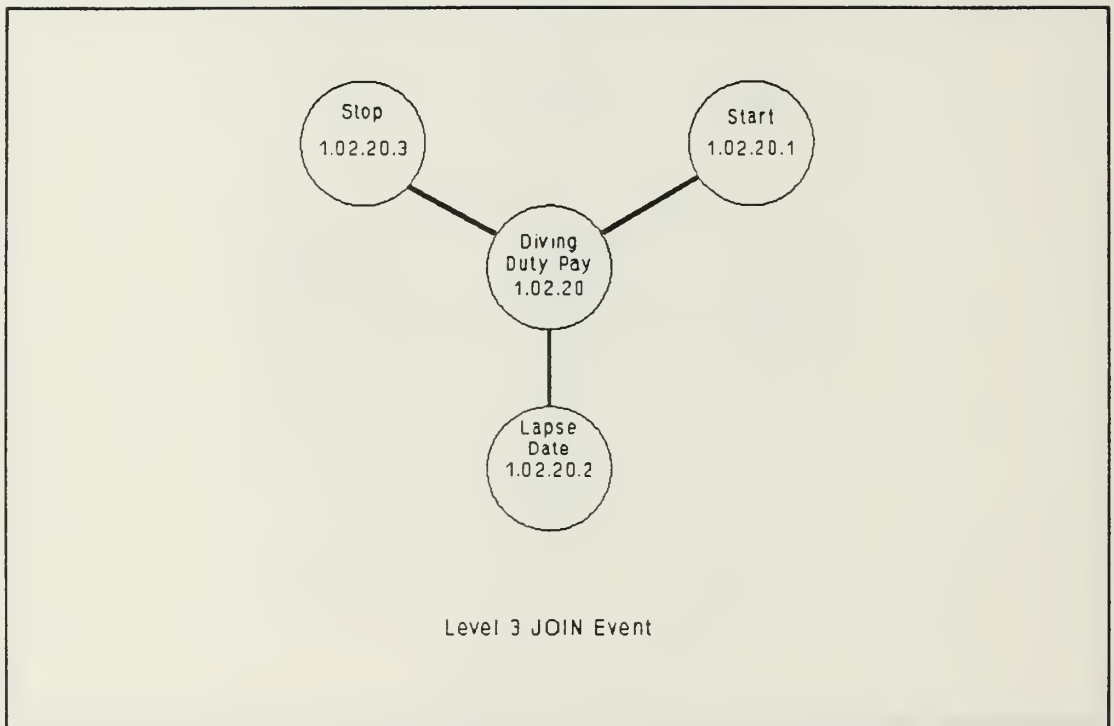 Stop
1.02.20.3
Start
1.02.20.1
Diving
Duty Pay
1.02.20
Lapse
Date
1.02.20.2
Level 3 JOIN Event